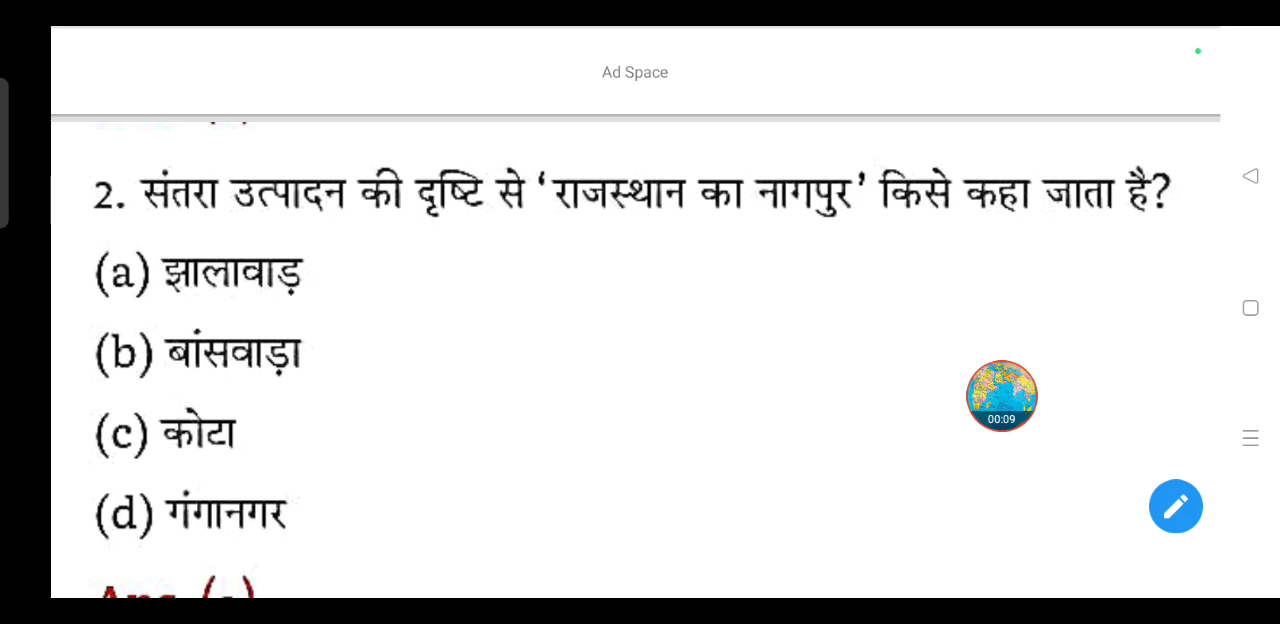 Ad Space
2. संतरा उत्पादन की दृष्टि से ‘राजस्थान का नागपुर’ किसे कहा जाता है?
(a) झालावाड़
(b) बांसवाड़ा
(c) कोटा
00:09
(d) गंगानगर